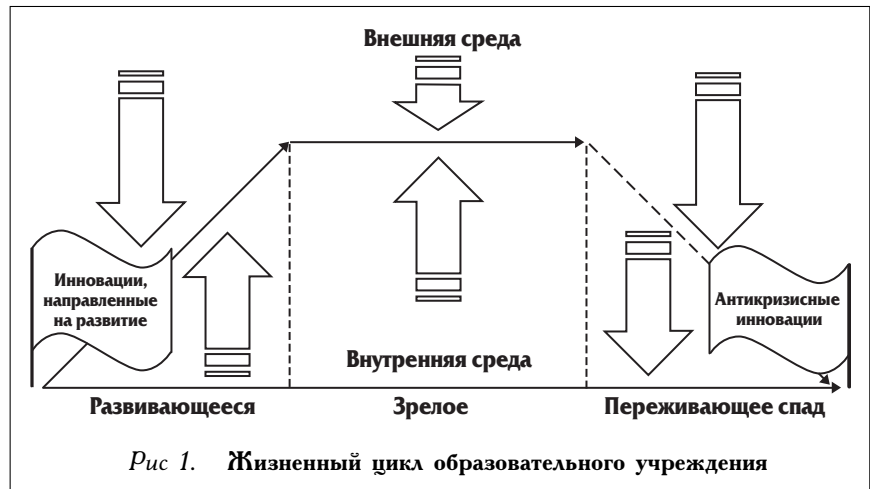 Внешняя среда
Инновации,
направленные
на развитие
Антикризисные
инновации
Внутренняя среда
Развивающееся
Зрелое
Переживающее спад
Рис 1. Жизненный цикл образовательного учреждения